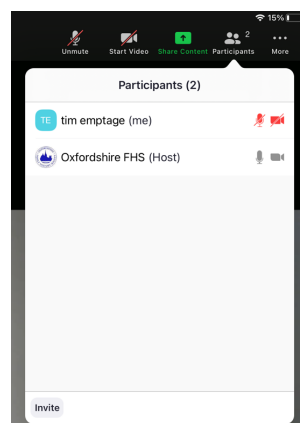 15%
Unmute Start Video Share Content Participants 2 More
Participants (2)
TE tim emptage (me)
Oxfordshire FHS (Host)
Invite